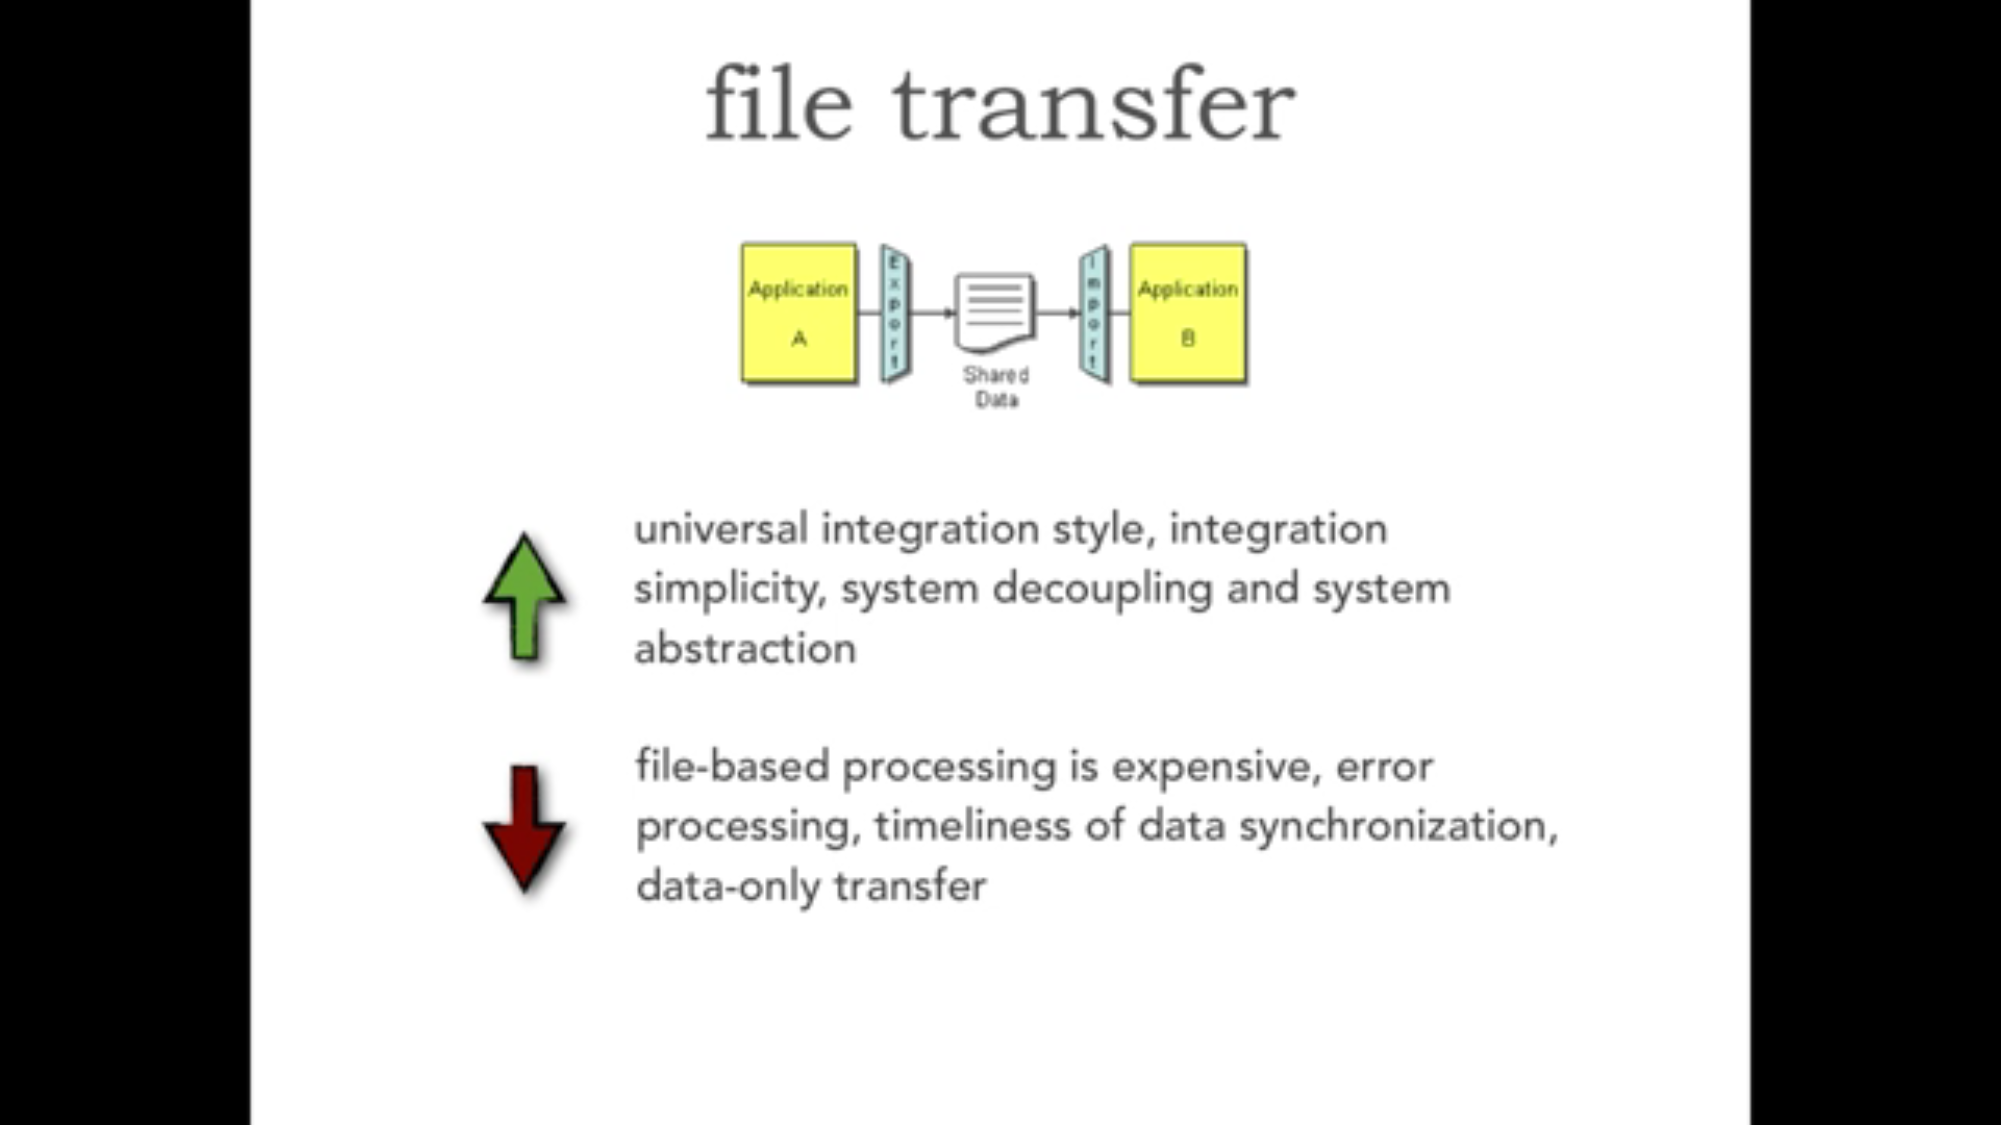 file transfer
Application
A
Export
Shared
Data
Import
Application
B
universal integration style, integration
simplicity, system decoupling and system
abstraction
file-based processing is expensive, error
processing, timeliness of data synchronization,
data-only transfer